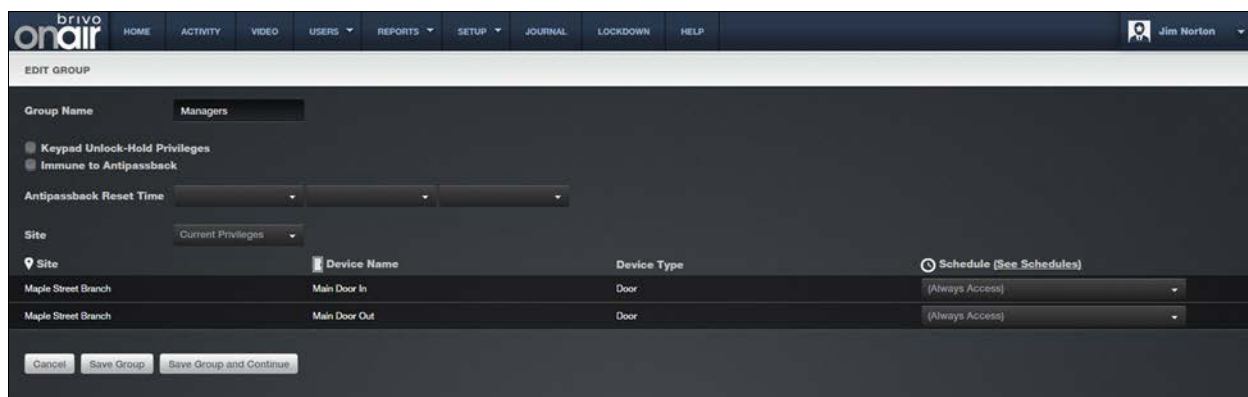 brivo
onair HOME ACTIVITY VIDEO USERS REPORTS SETUP JOURNAL LOCKDOWN HELP Jim Norton
EDIT GROUP
Group Name Managers
Keypad Unlock-Hold Privileges
Immune to Antipassback
Antipassback Reset Time
Site Current Privileges
Site Device Name Device Type Schedule (See Schedules)
Maple Street Branch Main Door In Door (Always Access)
Maple Street Branch Main Door Out Door (Always Access)
Cancel Save Group Save Group and Continue